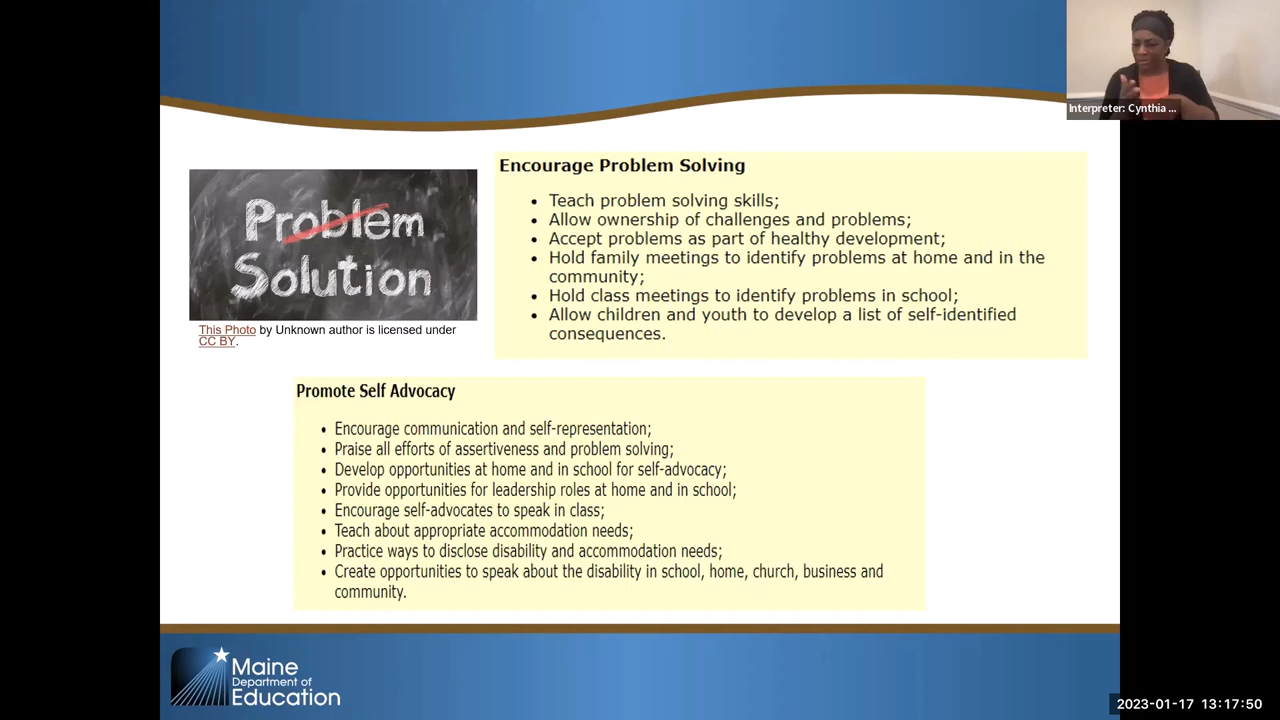 Interpreter: Cynthia ...
Problem
Solution
This Photo by Unknown author is licensed under
CC BY.
Encourage Problem Solving
• Teach problem solving skills;
• Allow ownership of challenges and problems;
• Accept problems as part of healthy development;
• Hold family meetings to identify problems at home and in the
community;
• Hold class meetings to identify problems in school;
• Allow children and youth to develop a list of self-identified
consequences.
Promote Self Advocacy
• Encourage communication and self-representation;
• Praise all efforts of assertiveness and problem solving;
• Develop opportunities at home and in school for self-advocacy;
• Provide opportunities for leadership roles at home and in school;
• Encourage self-advocates to speak in class;
• Teach about appropriate accommodation needs;
• Practice ways to disclose disability and accommodation needs;
• Create opportunities to speak about the disability in school, home, church, business and
community.
Maine
Department of
Education
2023-01-17 13:17:50